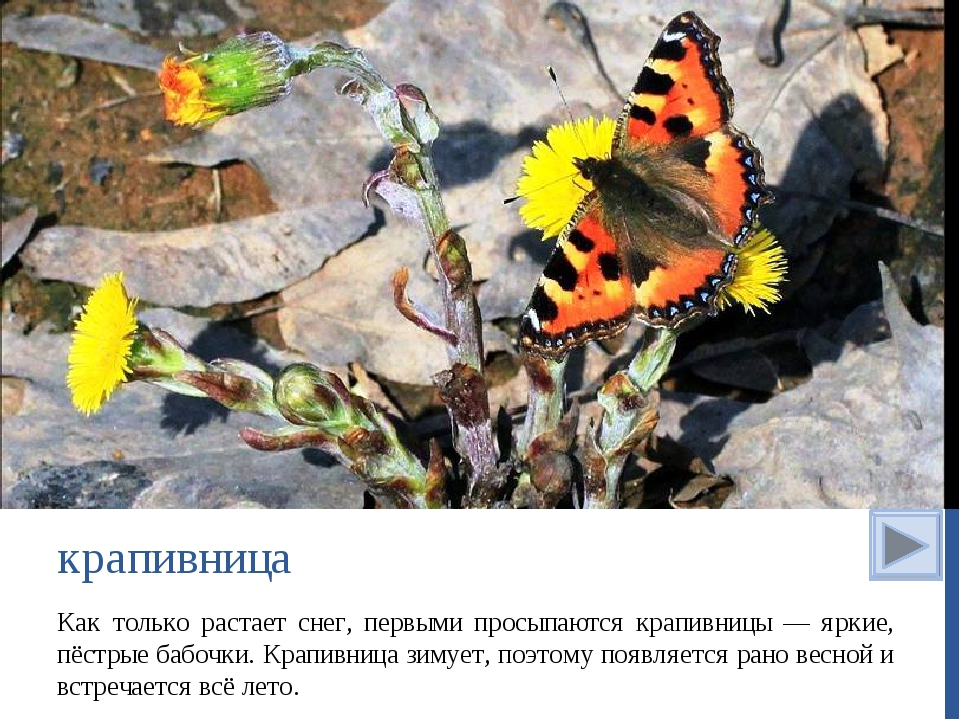 крапивница
Как только растает снег, первыми просыпаются крапивницы — яркие,
пёстрые бабочки. Крапивница зимует, поэтому появляется рано весной и
встречается всё лето.